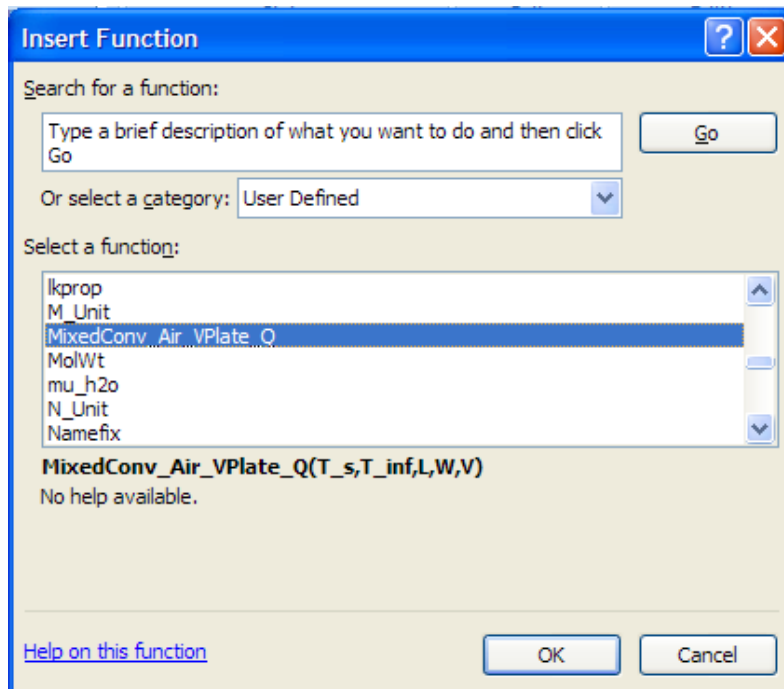 Insert Function
Search for a function:
Type a brief description of what you want to do and then click
Go
Go
Or select a category: User Defined
Select a function:
lkprop
M_Unit
MixedConv_Air_VPlate_Q
MolWt
mu_h2o
N_Unit
Namefix
MixedConv_Air_VPlate_Q(T_s,T_inf,L,W,V)
No help available.
Help on this function
OK
Cancel